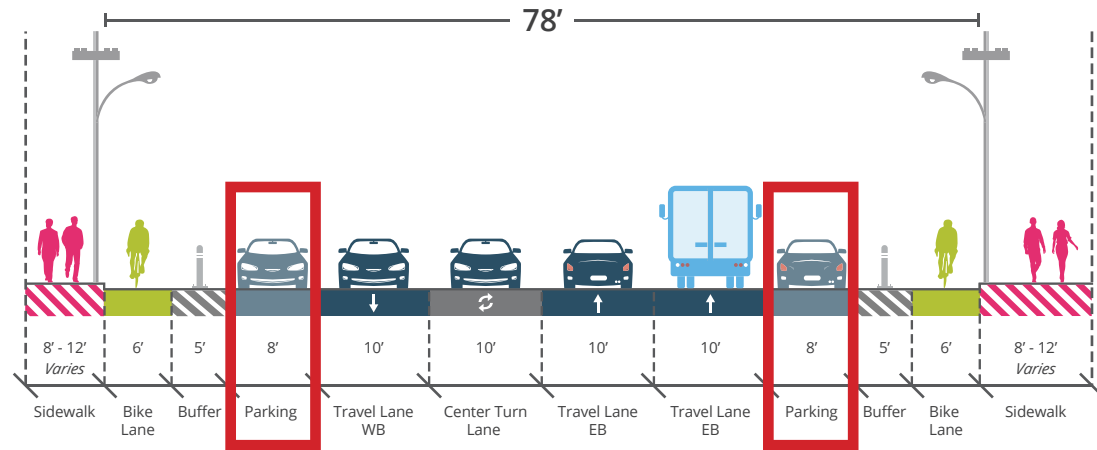 78’
8’ - 12’
Varies
6’
5’
8’
10’
10’
10’
10’
8’
5’
6’
8’ - 12’
Varies
Sidewalk
Bike
Lane
Buffer
Parking
Travel Lane
WB
Center Turn
Lane
Travel Lane
EB
Travel Lane
EB
Parking
Buffer
Bike
Lane
Sidewalk